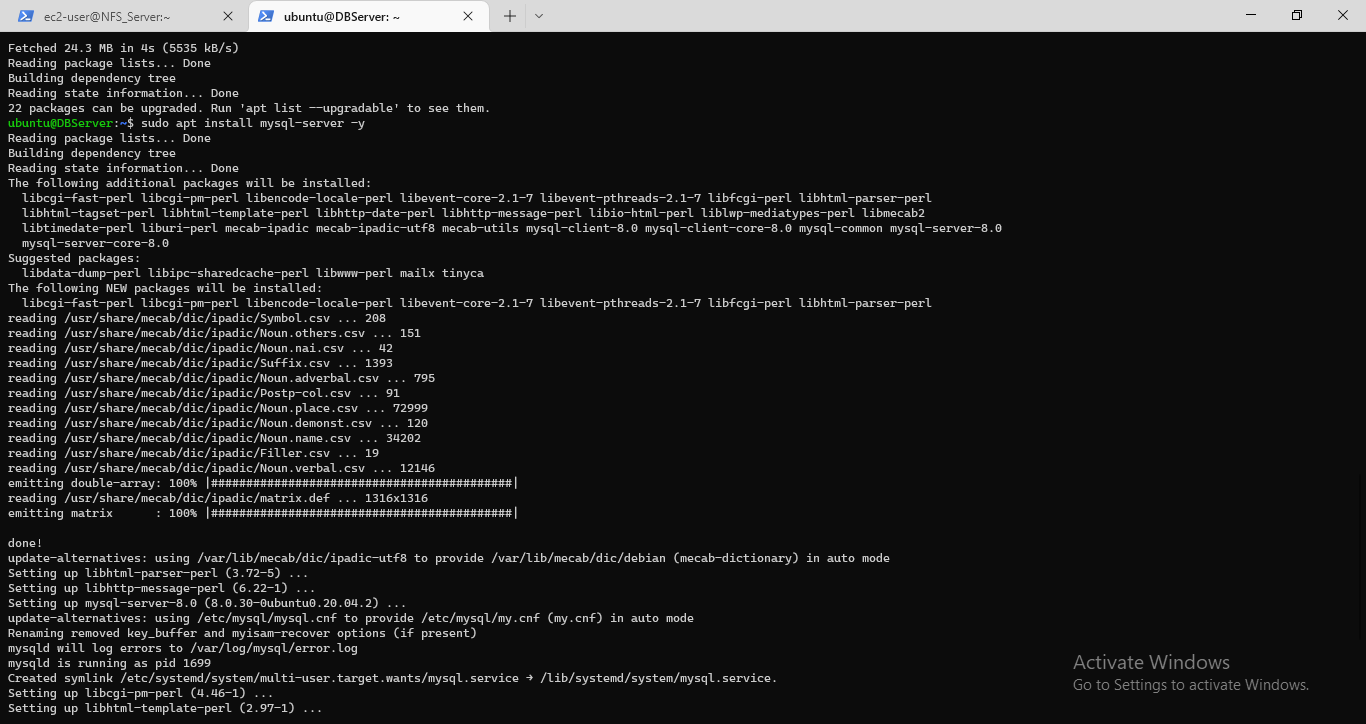 ec2-user@NFS_Server:~
ubuntu@DBServer: ~
Fetched 24.3 MB in 4s (5535 kB/s)
Reading package lists... Done
Building dependency tree
Reading state information... Done
22 packages can be upgraded. Run 'apt list --upgradable' to see them.
ubuntu@DBServer:~$ sudo apt install mysql-server -y
Reading package lists... Done
Building dependency tree
Reading state information... Done
The following additional packages will be installed:
  libcgi-fast-perl libcgi-pm-perl libencode-locale-perl libevent-core-2.1-7 libevent-pthreads-2.1-7 libfcgi-perl libhtml-parser-perl
  libhtml-tagset-perl libhtml-template-perl libhttp-date-perl libhttp-message-perl libio-html-perl liblwp-mediatypes-perl libmecab2
  libtimedate-perl liburi-perl mecab-ipadic mecab-ipadic-utf8 mecab-utils mysql-client-8.0 mysql-client-core-8.0 mysql-common mysql-server-8.0
  mysql-server-core-8.0
Suggested packages:
  libdata-dump-perl libipc-sharedcache-perl libwww-perl mailx tinyca
The following NEW packages will be installed:
  libcgi-fast-perl libcgi-pm-perl libencode-locale-perl libevent-core-2.1-7 libevent-pthreads-2.1-7 libfcgi-perl libhtml-parser-perl
reading /usr/share/mecab/dic/ipadic/Symbol.csv ... 208
reading /usr/share/mecab/dic/ipadic/Noun.others.csv ... 151
reading /usr/share/mecab/dic/ipadic/Noun.nai.csv ... 42
reading /usr/share/mecab/dic/ipadic/Suffix.csv ... 1393
reading /usr/share/mecab/dic/ipadic/Noun.adverbal.csv ... 795
reading /usr/share/mecab/dic/ipadic/Postp-col.csv ... 91
reading /usr/share/mecab/dic/ipadic/Noun.place.csv ... 72999
reading /usr/share/mecab/dic/ipadic/Noun.demonst.csv ... 120
reading /usr/share/mecab/dic/ipadic/Noun.name.csv ... 34202
reading /usr/share/mecab/dic/ipadic/Filler.csv ... 19
reading /usr/share/mecab/dic/ipadic/Noun.verbal.csv ... 12146
emitting double-array: 100% |###########################################|
reading /usr/share/mecab/dic/ipadic/matrix.def ... 1316x1316
emitting matrix      : 100% |###########################################|

done!
update-alternatives: using /var/lib/mecab/dic/ipadic-utf8 to provide /var/lib/mecab/dic/debian (mecab-dictionary) in auto mode
Setting up libhtml-parser-perl (3.72-5) ...
Setting up libhttp-message-perl (6.22-1) ...
Setting up mysql-server-8.0 (8.0.30-0ubuntu0.20.04.2) ...
update-alternatives: using /etc/mysql/mysql.cnf to provide /etc/mysql/my.cnf (my.cnf) in auto mode
Renaming removed key_buffer and myisam-recover options (if present)
mysqld will log errors to /var/log/mysql/error.log
mysqld is running as pid 1699
Created symlink /etc/systemd/system/multi-user.target.wants/mysql.service → /lib/systemd/system/mysql.service.
Setting up libcgi-pm-perl (4.46-1) ...
Setting up libhtml-template-perl (2.97-1) ...
Activate Windows
Go to Settings to activate Windows.